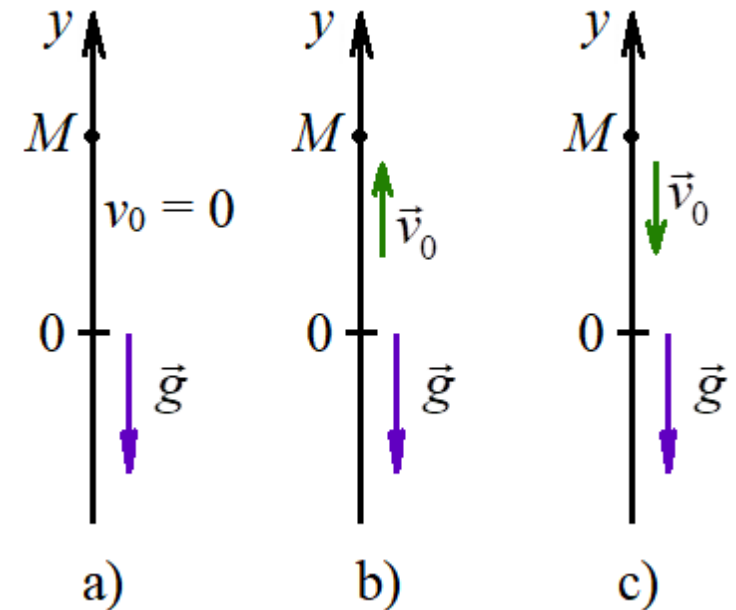 y y y
M M M
v₀ = 0 v⃗₀ v⃗₀
0 0 0
g⃗ g⃗ g⃗
a) b) c)